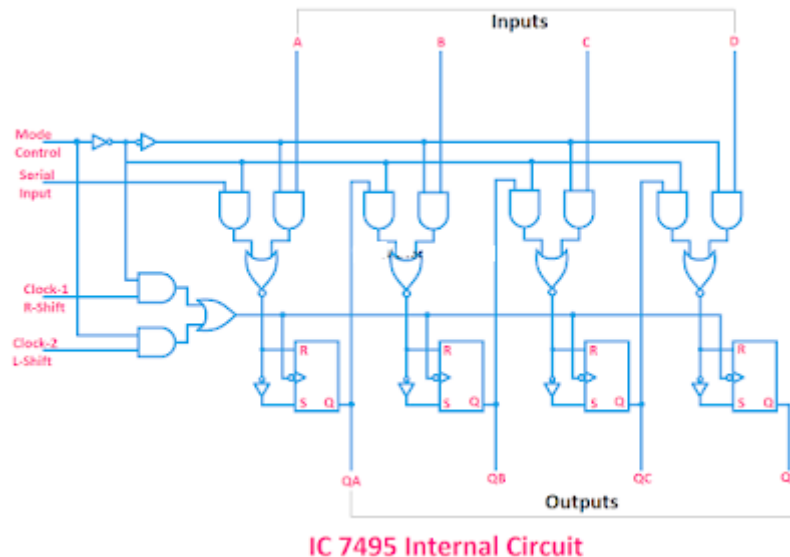 Inputs
A B C D
Mode
Control
Serial
Input
Clock-1
R-Shift
Clock-2
L-Shift
R R R R
S Q S Q S Q S Q
QA QB QC Q
Outputs
IC 7495 Internal Circuit